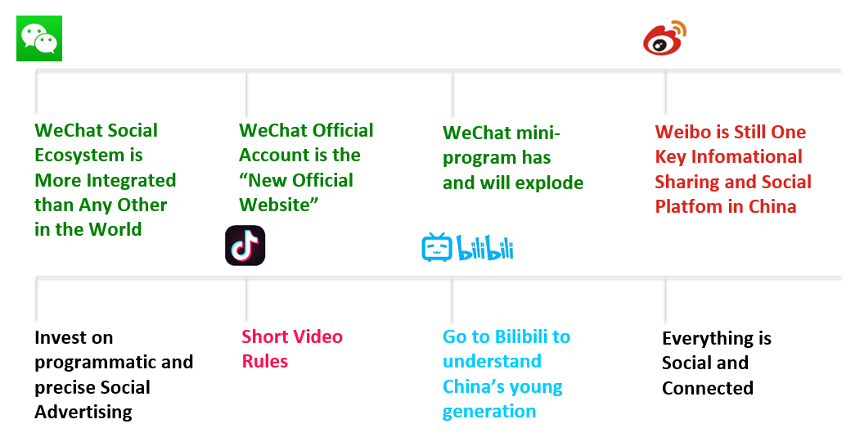 WeChat Social
Ecosystem is
More Integrated
than Any Other
in the World
WeChat Official
Account is the
“New Official
Website”
WeChat mini-
program has
and will explode
Weibo is Still One
Key Infomational
Sharing and Social
Platfom in China
bilibili
Invest on
programmatic and
precise Social
Advertising
Short Video
Rules
Go to Bilibili to
understand
China’s young
generation
Everything is
Social and
Connected